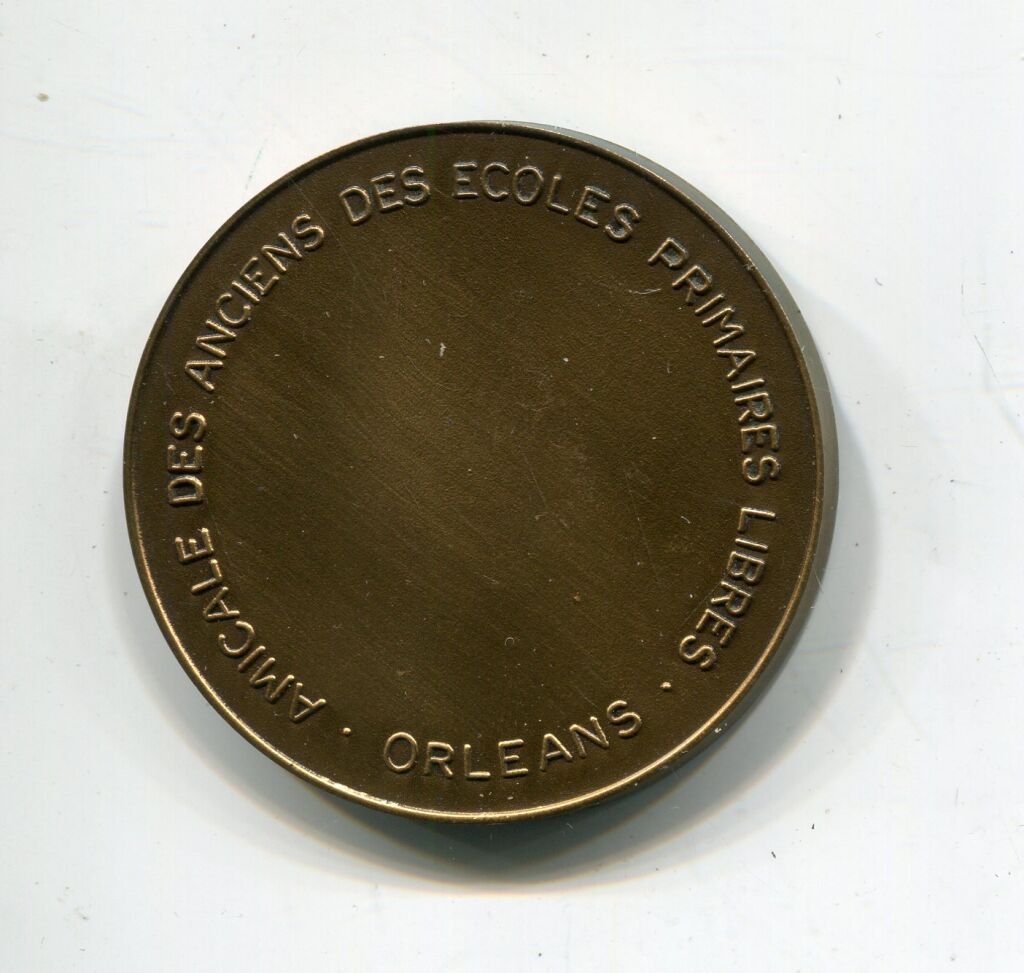 AMICALE DES ANCIENS DES ECOLES PRIMAIRES LIBRES
· ORLEANS ·